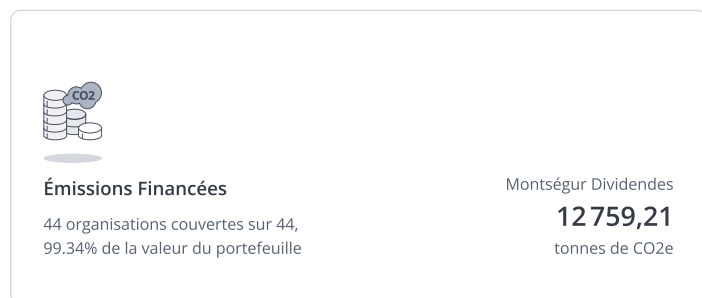 CO2
Émissions Financées
44 organisations couvertes sur 44,
99.34% de la valeur du portefeuille
Montségur Dividendes
12 759,21
tonnes de CO2e